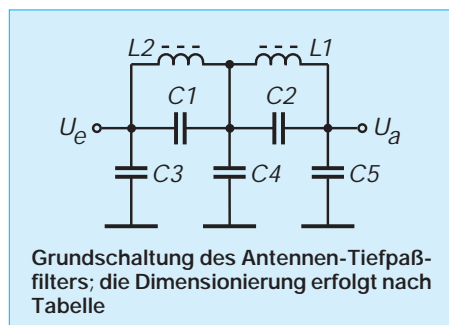 L2 L1
C1 C2
Ue Ua
C3 C4 C5
Grundschaltung des Antennen-Tiefpaß-
filters; die Dimensionierung erfolgt nach
Tabelle